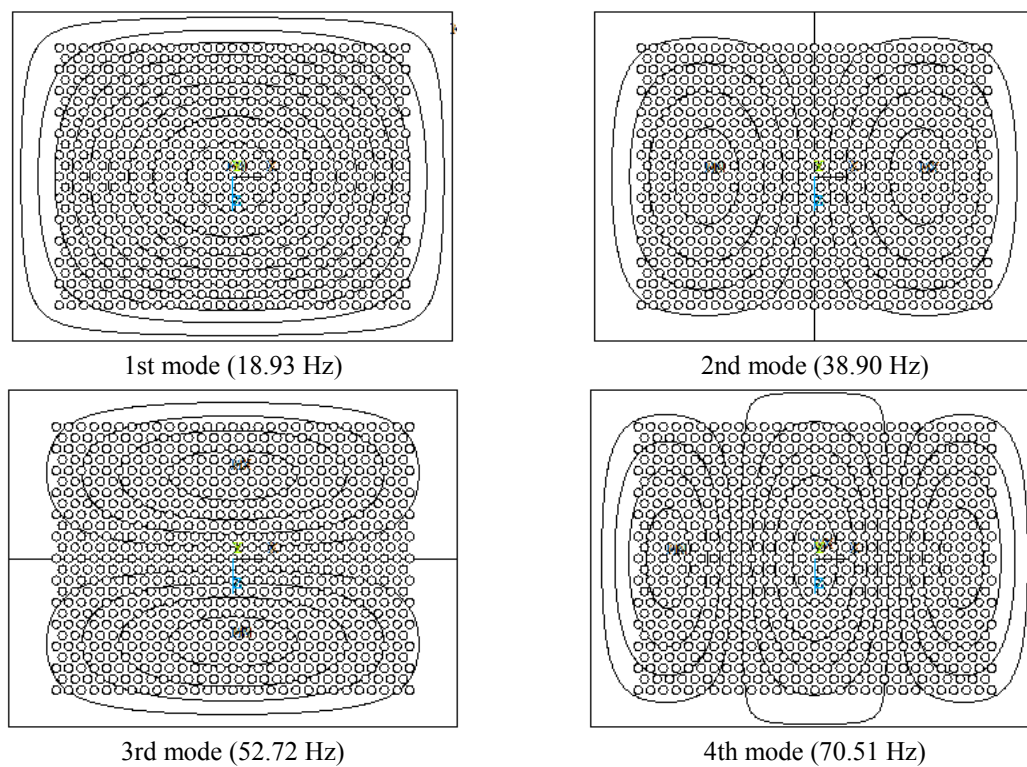 1st mode (18.93 Hz)
2nd mode (38.90 Hz)
3rd mode (52.72 Hz)
4th mode (70.51 Hz)